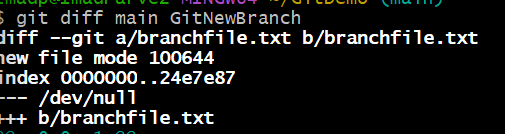 $ git diff main GitNewBranch
diff --git a/branchfile.txt b/branchfile.txt
new file mode 100644
index 0000000..24e7e87
--- /dev/null
+++ b/branchfile.txt